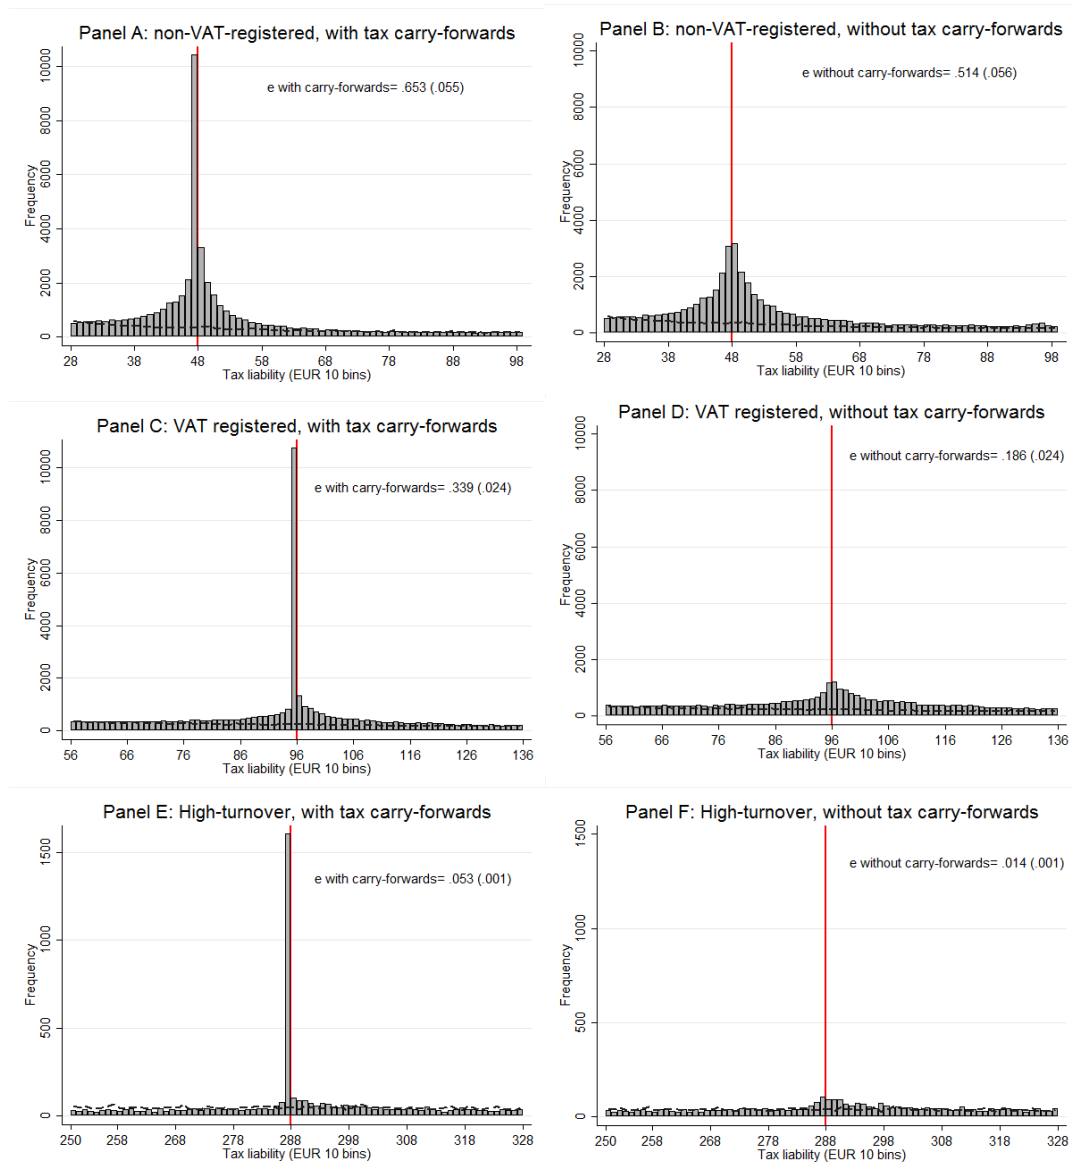 Panel A: non-VAT-registered, with tax carry-forwards
e with carry-forwards= .653 (.055)
Frequency
0 2000 4000 6000 8000 10000
28 38 48 58 68 78 88 98
Tax liability (EUR 10 bins)
Panel B: non-VAT-registered, without tax carry-forwards
e without carry-forwards= .514 (.056)
Frequency
0 2000 4000 6000 8000 10000
28 38 48 58 68 78 88 98
Tax liability (EUR 10 bins)
Panel C: VAT registered, with tax carry-forwards
e with carry-forwards= .339 (.024)
Frequency
0 2000 4000 6000 8000 10000
56 66 76 86 96 106 116 126 136
Tax liability (EUR 10 bins)
Panel D: VAT registered, without tax carry-forwards
e without carry-forwards= .186 (.024)
Frequency
0 2000 4000 6000 8000 10000
56 66 76 86 96 106 116 126 136
Tax liability (EUR 10 bins)
Panel E: High-turnover, with tax carry-forwards
e with carry-forwards= .053 (.001)
Frequency
0 500 1000 1500
250 258 268 278 288 298 308 318 328
Tax liability (EUR 10 bins)
Panel F: High-turnover, without tax carry-forwards
e without carry-forwards= .014 (.001)
Frequency
0 500 1000 1500
250 258 268 278 288 298 308 318 328
Tax liability (EUR 10 bins)